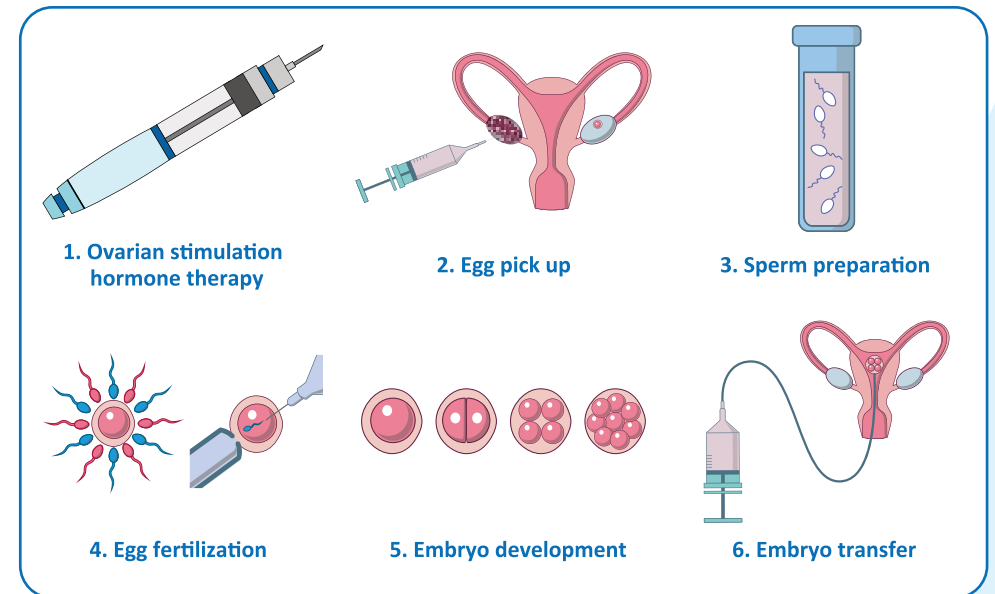 1. Ovarian stimulation
hormone therapy
2. Egg pick up
3. Sperm preparation
4. Egg fertilization
5. Embryo development
6. Embryo transfer